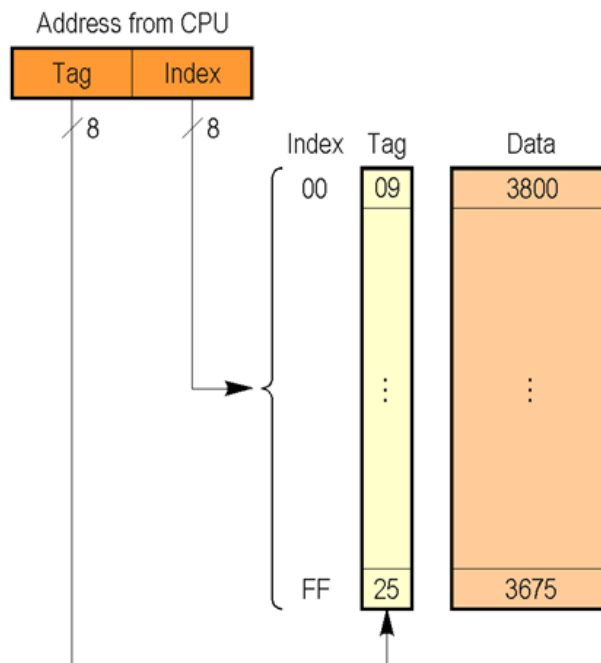 Address from CPU
Tag Index
8 8
Index Tag Data
00 09 3800
⋮ ⋮
FF 25 3675